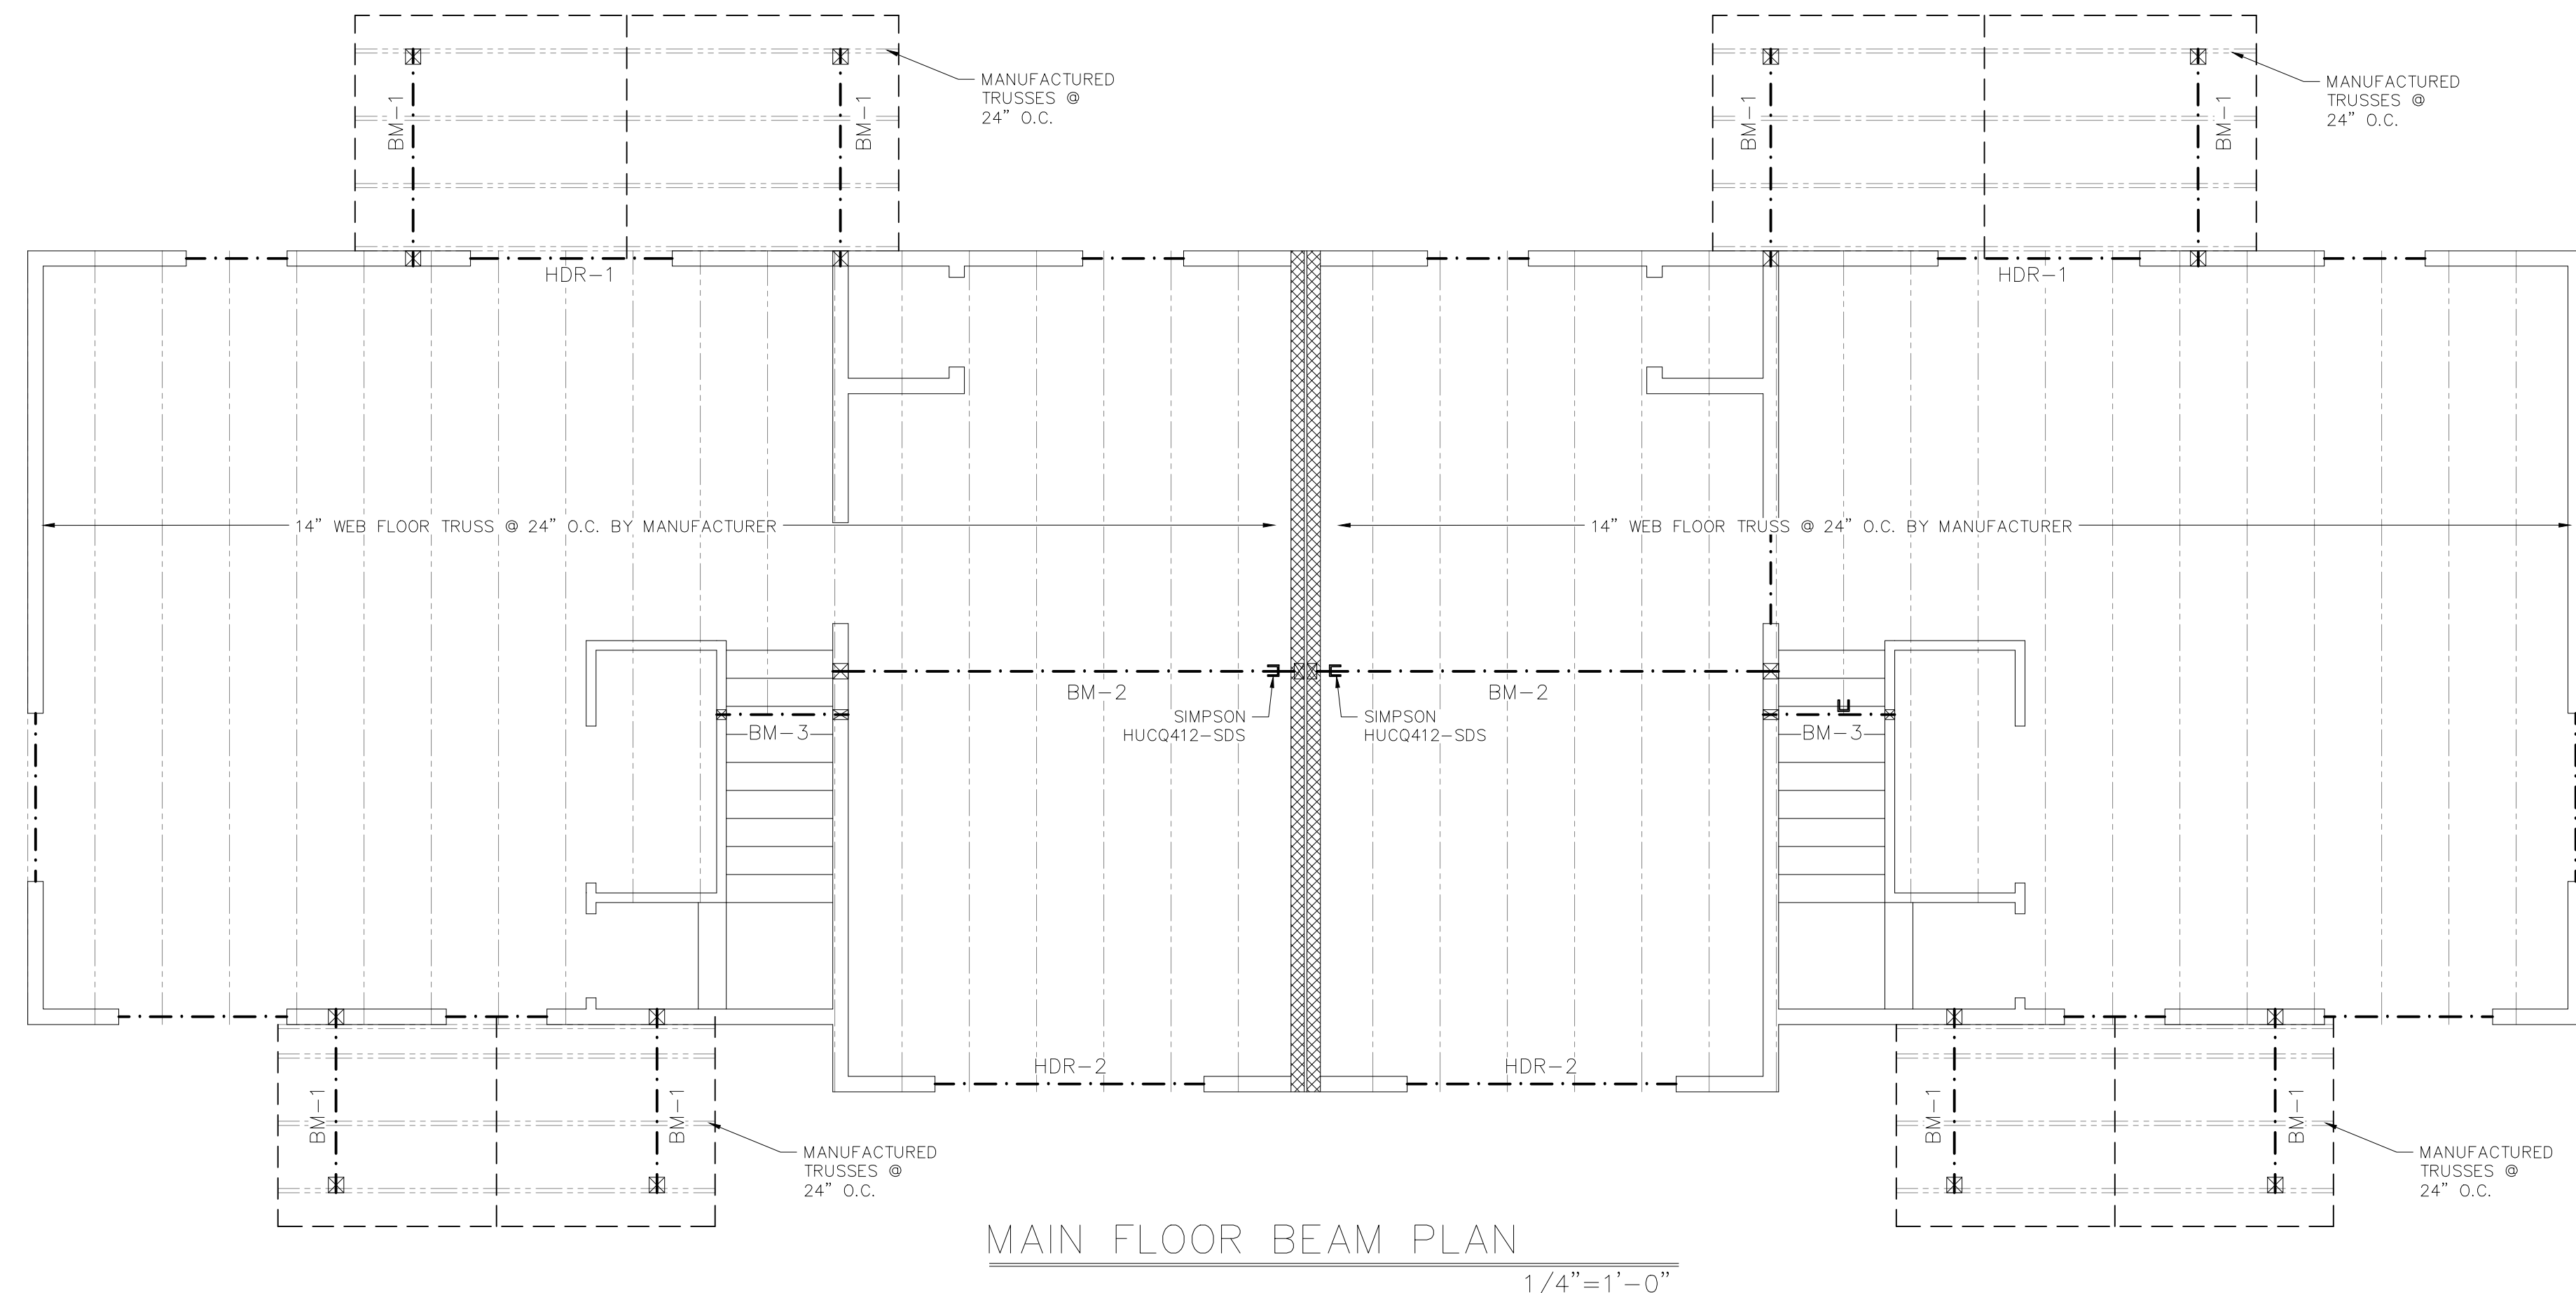 MANUFACTURED
TRUSSES @
24" O.C.
MANUFACTURED
TRUSSES @
24" O.C.
BM-1
BM-1
BM-1
BM-1
HDR-1
HDR-1
14" WEB FLOOR TRUSS @ 24" O.C. BY MANUFACTURER
14" WEB FLOOR TRUSS @ 24" O.C. BY MANUFACTURER
BM-2
BM-2
SIMPSON
HUCQ412-SDS
SIMPSON
HUCQ412-SDS
BM-3
BM-3
HDR-2
HDR-2
BM-1
BM-1
BM-1
BM-1
MANUFACTURED
TRUSSES @
24" O.C.
MANUFACTURED
TRUSSES @
24" O.C.
MAIN FLOOR BEAM PLAN
1/4"=1'-0"